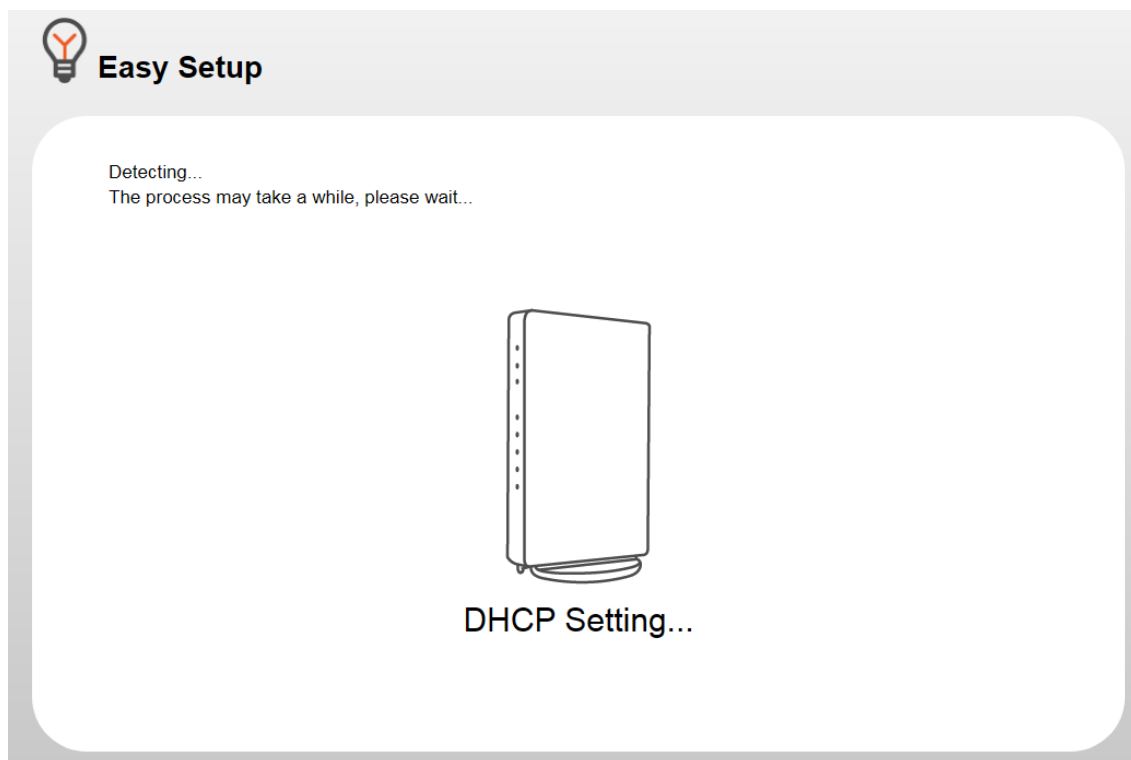 Easy Setup
Detecting...
The process may take a while, please wait...
DHCP Setting...